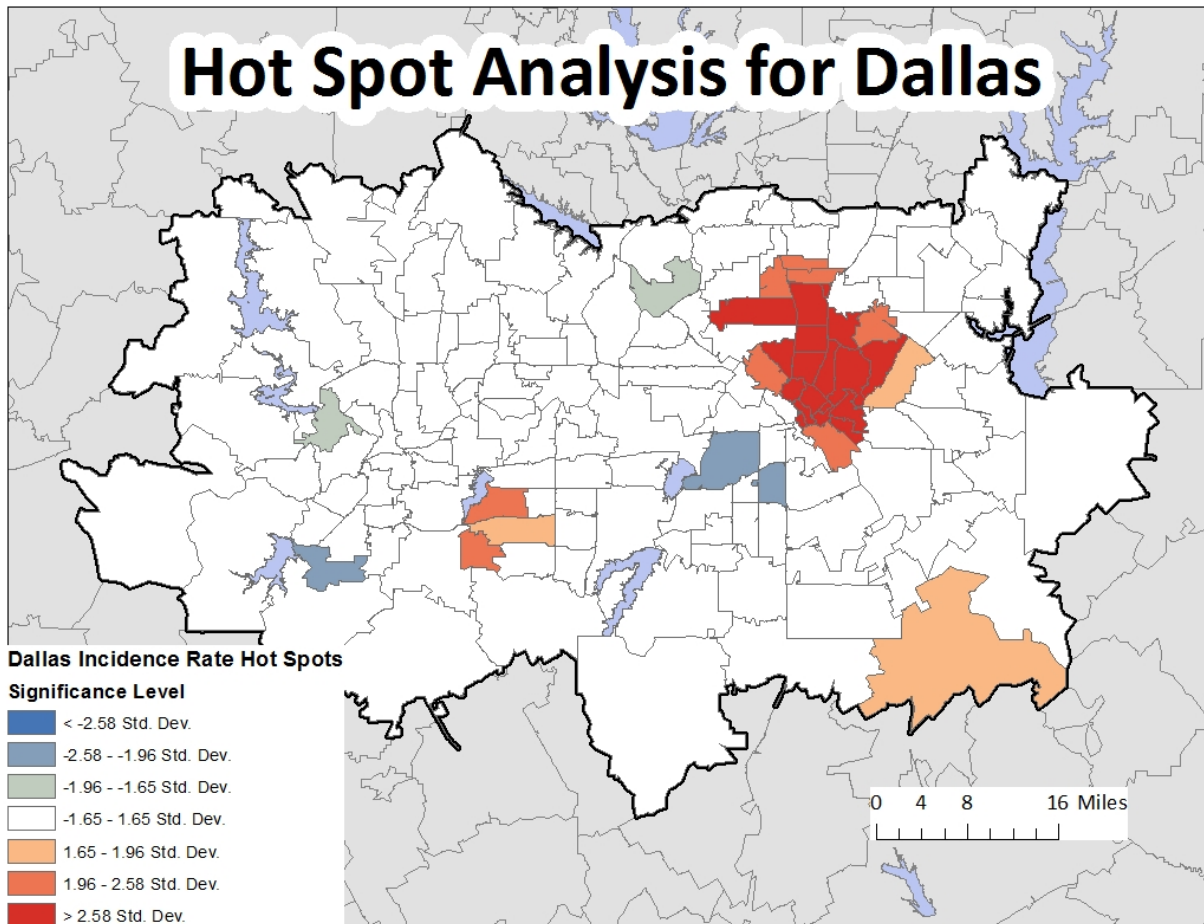 Hot Spot Analysis for Dallas
Dallas Incidence Rate Hot Spots
Significance Level
< -2.58 Std. Dev.
-2.58 - -1.96 Std. Dev.
-1.96 - -1.65 Std. Dev.
-1.65 - 1.65 Std. Dev.
1.65 - 1.96 Std. Dev.
1.96 - 2.58 Std. Dev.
> 2.58 Std. Dev.
0 4 8 16 Miles